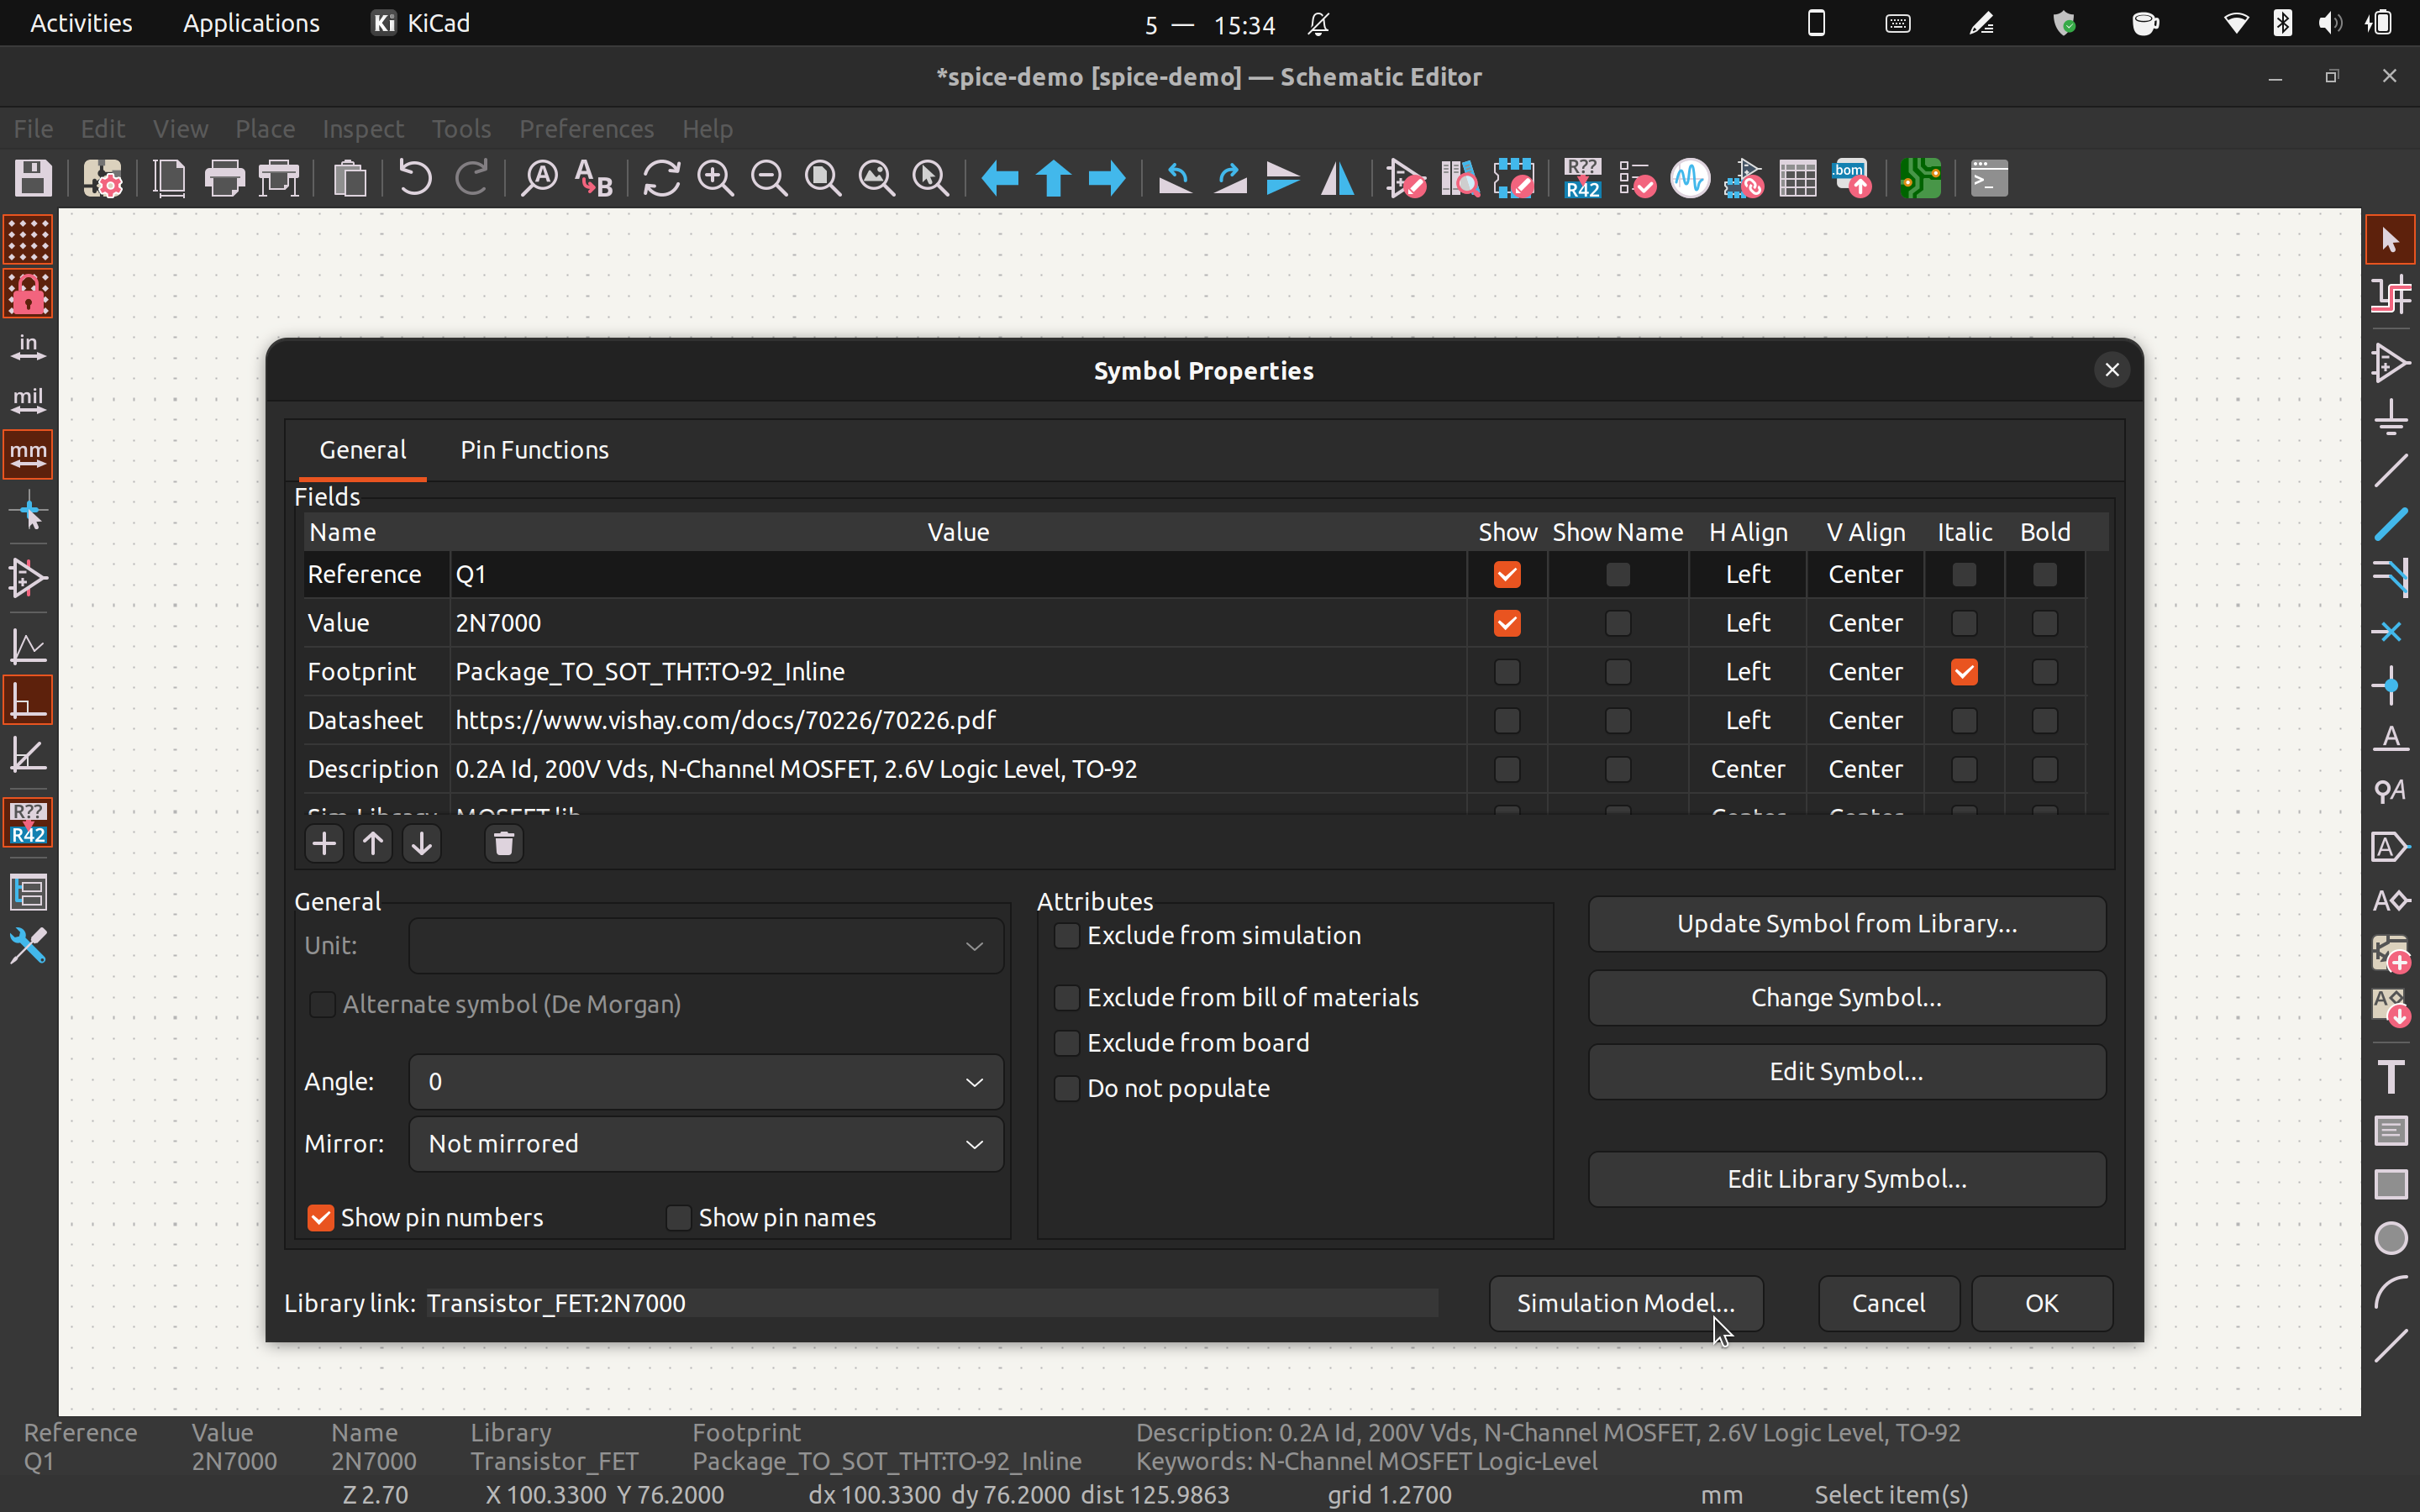 Activities Applications KiCad 5 — 15:34
*spice-demo [spice-demo] — Schematic Editor
File Edit View Place Inspect Tools Preferences Help
Symbol Properties
General Pin Functions
Fields
Name Value Show Show Name H Align V Align Italic Bold
Reference Q1 Left Center
Value 2N7000 Left Center
Footprint Package_TO_SOT_THT:TO-92_Inline Left Center
Datasheet https://www.vishay.com/docs/70226/70226.pdf Left Center
Description 0.2A Id, 200V Vds, N-Channel MOSFET, 2.6V Logic Level, TO-92 Center Center
General
Unit:
Alternate symbol (De Morgan)
Angle: 0
Mirror: Not mirrored
Show pin numbers Show pin names
Attributes
Exclude from simulation
Exclude from bill of materials
Exclude from board
Do not populate
Update Symbol from Library...
Change Symbol...
Edit Symbol...
Edit Library Symbol...
Library link: Transistor_FET:2N7000 Simulation Model... Cancel OK
in
mil
mm
R??
R42
R??
R42
.bom
Reference Value Name Library Footprint Description: 0.2A Id, 200V Vds, N-Channel MOSFET, 2.6V Logic Level, TO-92
Q1 2N7000 2N7000 Transistor_FET Package_TO_SOT_THT:TO-92_Inline Keywords: N-Channel MOSFET Logic-Level
Z 2.70 X 100.3300 Y 76.2000 dx 100.3300 dy 76.2000 dist 125.9863 grid 1.2700 mm Select item(s)